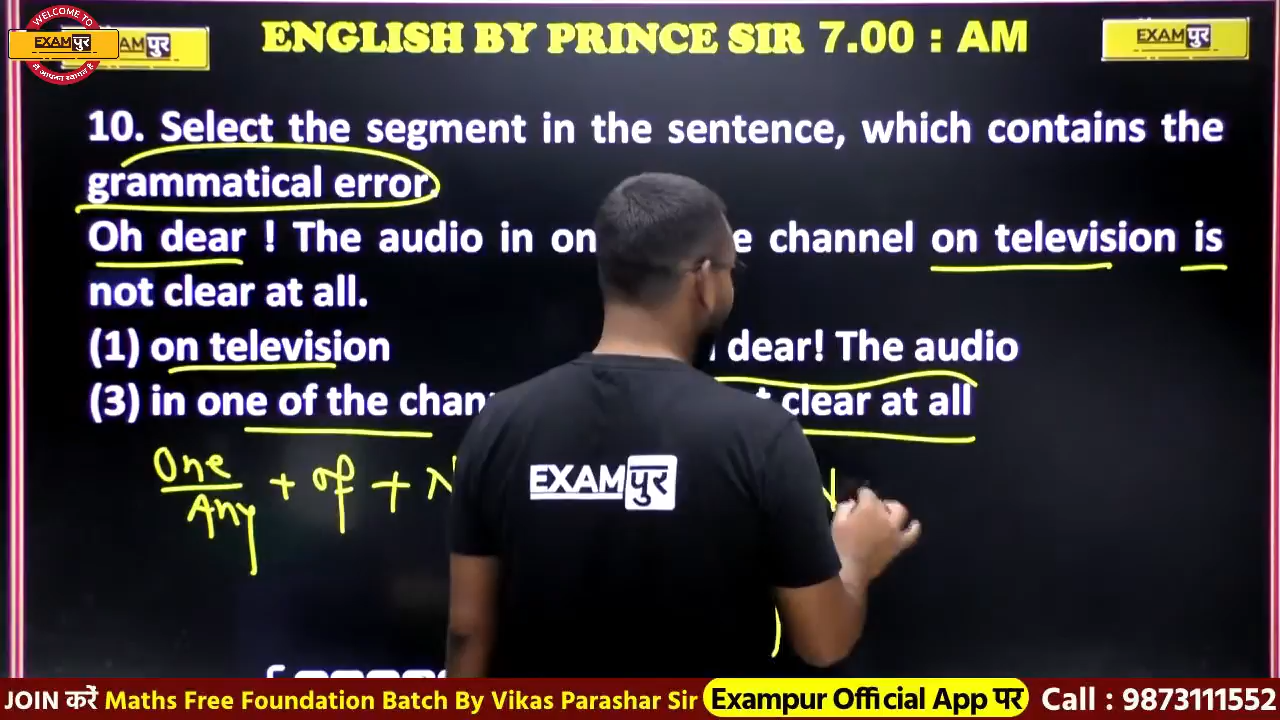 WELCOME TO
EXAMपुर
में आपका स्वागत है
AMपुर
ENGLISH BY PRINCE SIR 7.00 : AM
EXAMपुर
10. Select the segment in the sentence, which contains the
grammatical error.
Oh dear ! The audio in channel on television is
not clear at all.
(1) on television dear! The audio
(3) in one of the clear at all
One
Any + of + N
EXAMपुर
JOIN करें Maths Free Foundation Batch By Vikas Parashar Sir Exampur Official App पर Call : 9873111552